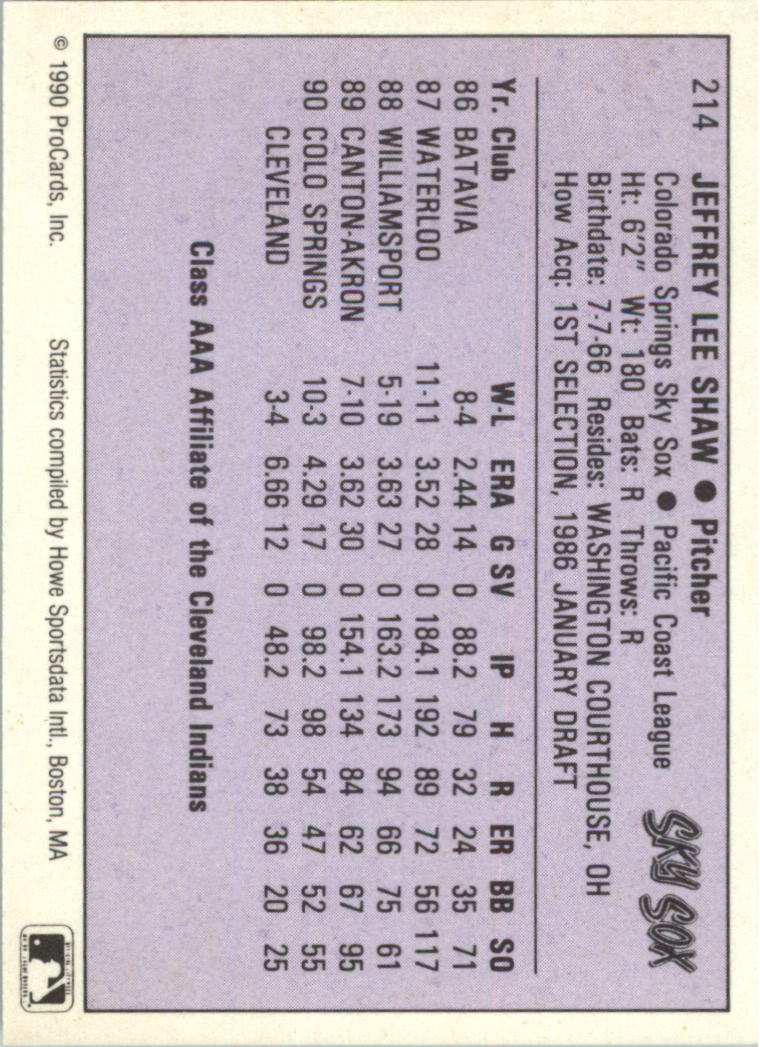 214 JEFFREY LEE SHAW ● Pitcher
Colorado Springs Sky Sox ● Pacific Coast League
Ht: 6'2" Wt: 180 Bats: R Throws: R
Birthdate: 7-7-66 Resides: WASHINGTON COURTHOUSE, OH
How Acq: 1ST SELECTION, 1986 JANUARY DRAFT
SKY SOX
Yr. Club W-L ERA G SV IP H R ER BB SO
86 BATAVIA 8-4 2.44 14 0 88.2 79 32 24 35 71
87 WATERLOO 11-11 3.52 28 0 184.1 192 89 72 56 117
88 WILLIAMSPORT 5-19 3.63 27 0 163.2 173 94 66 75 61
89 CANTON-AKRON 7-10 3.62 30 0 154.1 134 84 62 67 95
90 COLO SPRINGS 10-3 4.29 17 0 98.2 98 54 47 52 55
CLEVELAND 3-4 6.66 12 0 48.2 73 38 36 20 25
Class AAA Affiliate of the Cleveland Indians
© 1990 ProCards, Inc. Statistics compiled by Howe Sportsdata Intl., Boston, MA